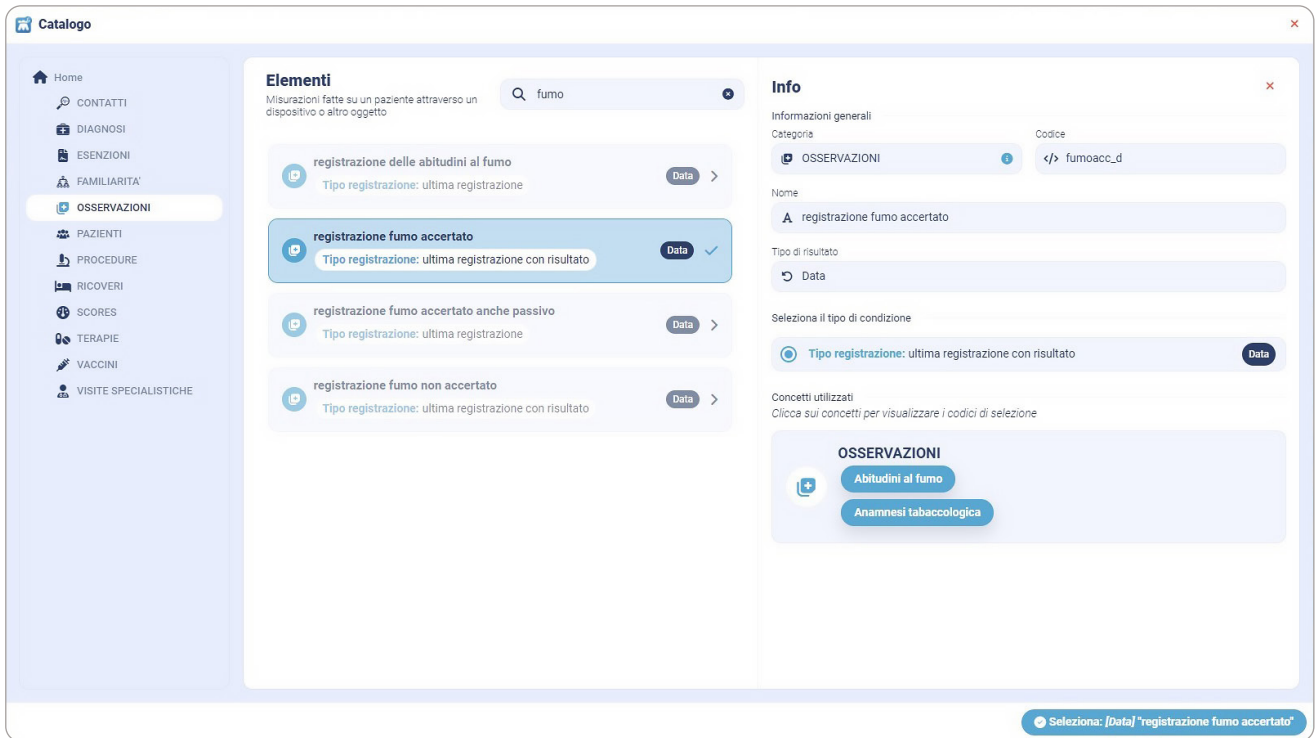 Catalogo
Home
CONTATTI
DIAGNOSI
ESENZIONI
FAMILIARITA'
OSSERVAZIONI
PAZIENTI
PROCEDURE
RICOVERI
SCORES
TERAPIE
VACCINI
VISITE SPECIALISTICHE
Elementi
Misurazioni fatte su un paziente attraverso un
dispositivo o altro oggetto
fumo
registrazione delle abitudini al fumo
Tipo registrazione: ultima registrazione
Data
registrazione fumo accertato
Tipo registrazione: ultima registrazione con risultato
Data
registrazione fumo accertato anche passivo
Tipo registrazione: ultima registrazione
Data
registrazione fumo non accertato
Tipo registrazione: ultima registrazione con risultato
Data
Info
Informazioni generali
Categoria
OSSERVAZIONI
Codice
</> fumoacc_d
Nome
A registrazione fumo accertato
Tipo di risultato
Data
Seleziona il tipo di condizione
Tipo registrazione: ultima registrazione con risultato
Data
Concetti utilizzati
Clicca sui concetti per visualizzare i codici di selezione
OSSERVAZIONI
Abitudini al fumo
Anamnesi tabaccologica
Seleziona: [Data] "registrazione fumo accertato"